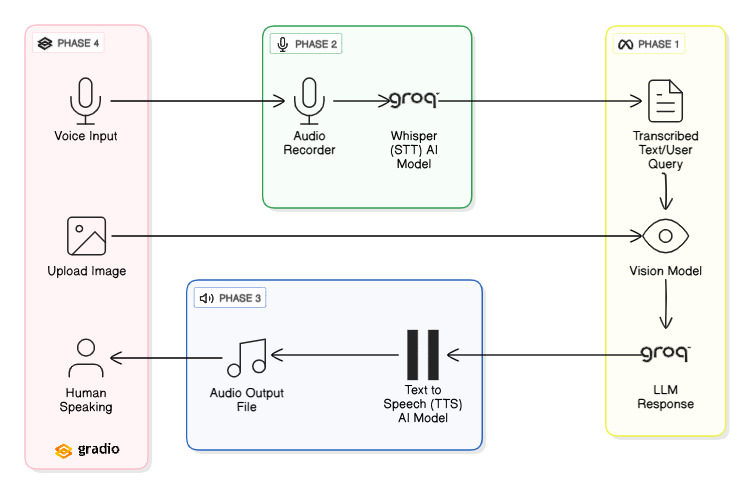 PHASE 4
Voice Input
Upload Image
Human
Speaking
gradio
PHASE 2
Audio
Recorder
groq
Whisper
(STT) AI
Model
PHASE 3
Audio Output
File
Text to
Speech (TTS)
AI Model
PHASE 1
Transcribed
Text/User
Query
Vision Model
groq
LLM
Response